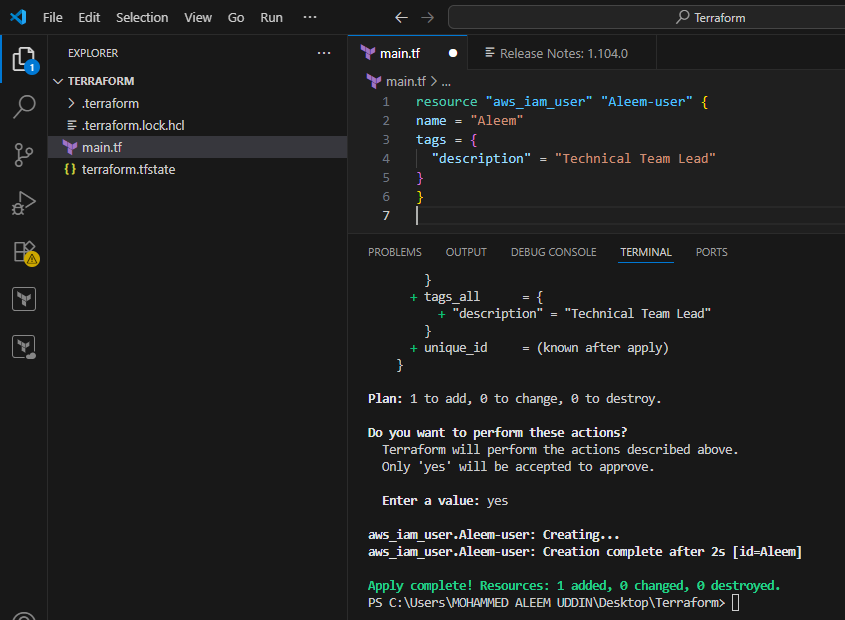 File Edit Selection View Go Run ··· Terraform
EXPLORER ···
TERRAFORM
.terraform
.terraform.lock.hcl
main.tf
{} terraform.tfstate
1
main.tf Release Notes: 1.104.0
main.tf > ...
1 resource "aws_iam_user" "Aleem-user" {
2 name = "Aleem"
3 tags = {
4   "description" = "Technical Team Lead"
5 }
6 }
7
PROBLEMS OUTPUT DEBUG CONSOLE TERMINAL PORTS
        }
      + tags_all      = {
          + "description" = "Technical Team Lead"
        }
      + unique_id     = (known after apply)
    }
Plan: 1 to add, 0 to change, 0 to destroy.
Do you want to perform these actions?
  Terraform will perform the actions described above.
  Only 'yes' will be accepted to approve.
  Enter a value: yes
aws_iam_user.Aleem-user: Creating...
aws_iam_user.Aleem-user: Creation complete after 2s [id=Aleem]
Apply complete! Resources: 1 added, 0 changed, 0 destroyed.
PS C:\Users\MOHAMMED ALEEM UDDIN\Desktop\Terraform>